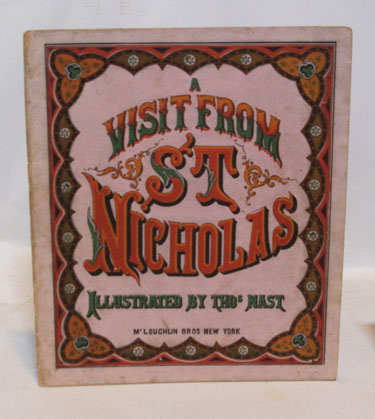 A
VISIT FROM
ST
NICHOLAS
ILLUSTRATED BY THOS NAST
McLOUGHLIN BROS NEW YORK